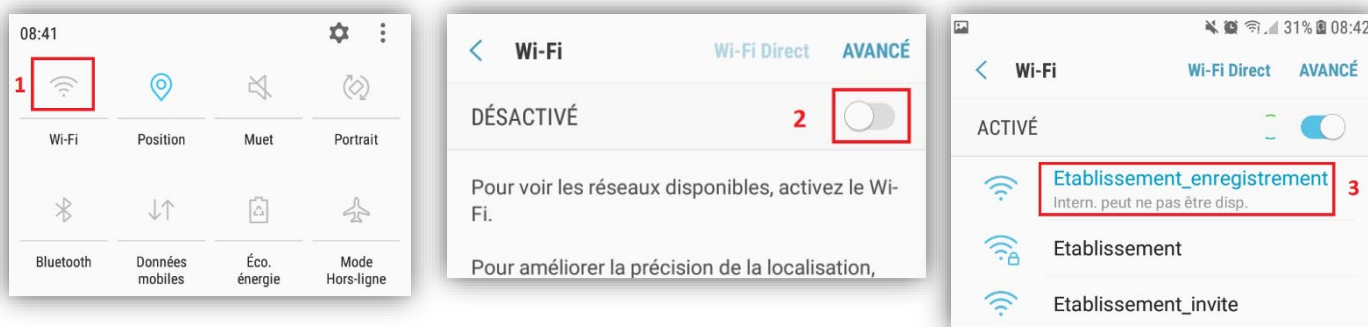 08:41
1
Wi-Fi
Position
Muet
Portrait
Bluetooth
Données
mobiles
Éco.
énergie
Mode
Hors-ligne
Wi-Fi
Wi-Fi Direct
AVANCÉ
DÉSACTIVÉ
2
Pour voir les réseaux disponibles, activez le Wi-
Fi.
Pour améliorer la précision de la localisation,
31% 08:42
Wi-Fi
Wi-Fi Direct
AVANCÉ
ACTIVÉ
Etablissement_enregistrement
3
Intern. peut ne pas être disp.
Etablissement
Etablissement_invite